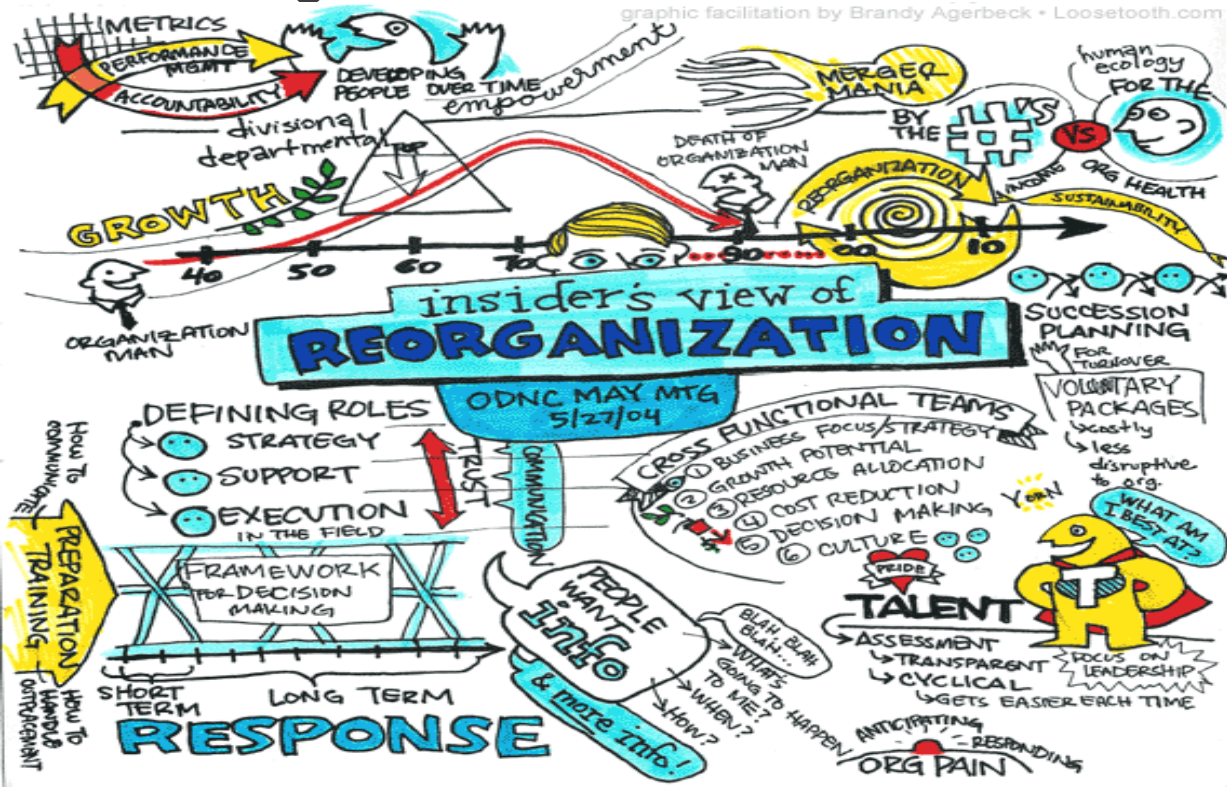 graphic facilitation by Brandy Agerbeck • Loosetooth.com
METRICS
PERFORMANCE
MGMT
ACCOUNTABILITY
DEVELOPING
PEOPLE OVER TIME
empowerment
divisional
departmental
TOP
GROWTH
MERGER
MANIA
BY
THE #'S
VS
human
ecology
FOR THE
DEATH OF
ORGANIZATION
MAN
REORGANIZATION
INCOME
ORG HEALTH
SUSTAINABILITY
40
50
60
70
90
00
10
ORGANIZATION
MAN
insider's view of
REORGANIZATION
ODNC MAY MTG
5/27/04
SUCCESSION
PLANNING
FOR
TURNOVER
VOLUNTARY
PACKAGES
costly
less
disruptive
to org.
DEFINING ROLES
STRATEGY
SUPPORT
EXECUTION
IN THE FIELD
TRUST
COMMUNICATION
HOW TO
COMMUNICATE
PREPARATION
TRAINING
HOW TO
HANDLE
OUTPLACEMENT
FRAMEWORK
FOR DECISION
MAKING
SHORT
TERM
LONG TERM
RESPONSE
PEOPLE
WANT
info
& more info!
BLAH, BLAH
BLAH...
WHAT'S
GOING TO HAPPEN
TO ME?
WHEN?
HOW?
CROSS FUNCTIONAL TEAMS
① BUSINESS FOCUS/STRATEGY
② GROWTH POTENTIAL
③ RESOURCE ALLOCATION
④ COST REDUCTION
⑤ DECISION MAKING
⑥ CULTURE
WHAT AM
I BEST AT?
T
PRIDE
TALENT
ASSESSMENT
TRANSPARENT
CYCLICAL
GETS EASIER EACH TIME
FOCUS ON
LEADERSHIP
ANTICIPATING
RESPONDING
ORG PAIN